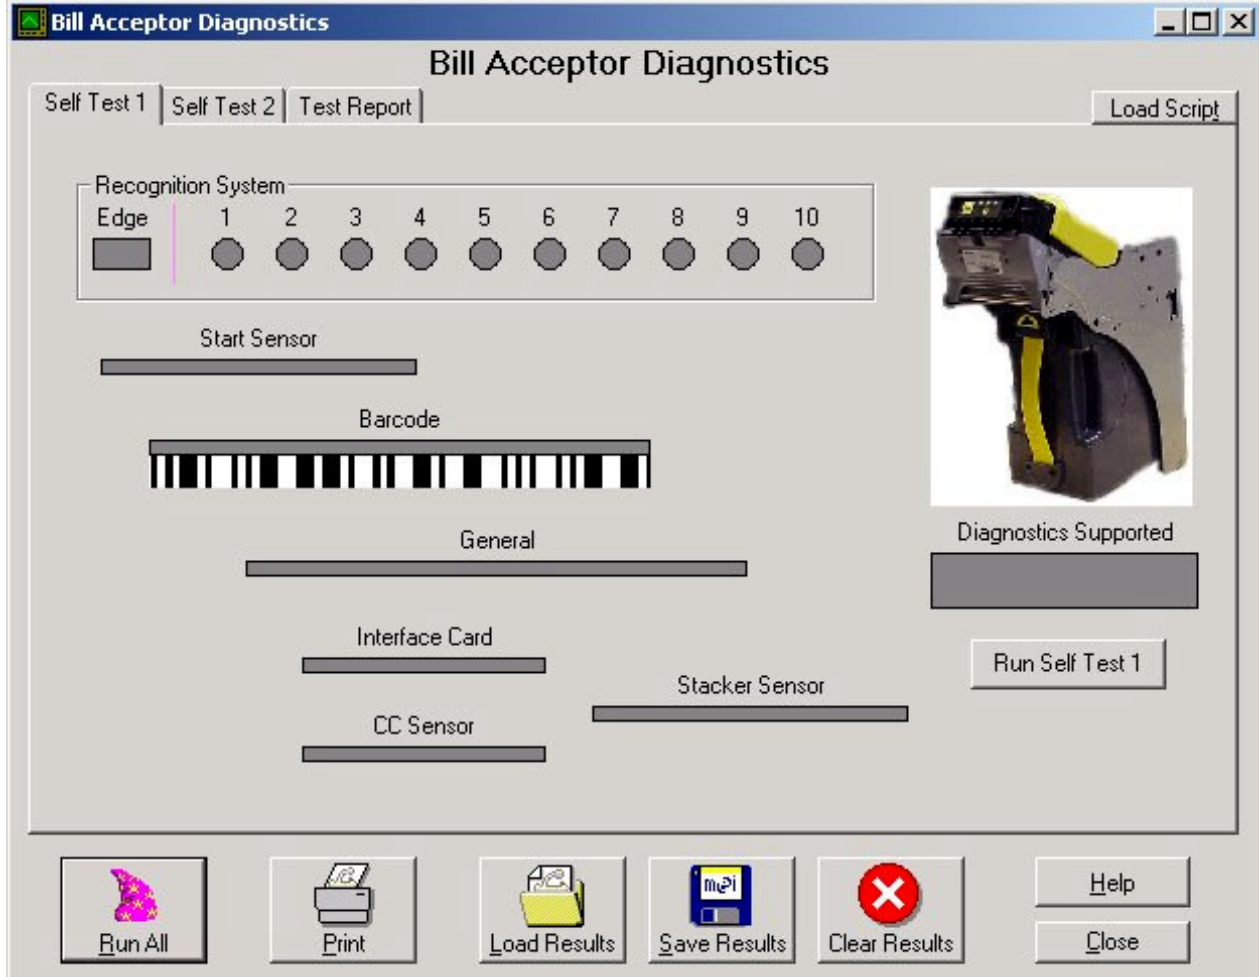 Bill Acceptor Diagnostics
Bill Acceptor Diagnostics
Self Test 1 Self Test 2 Test Report Load Script
Recognition System
Edge 1 2 3 4 5 6 7 8 9 10
Start Sensor
Barcode
General
Diagnostics Supported
Interface Card
Run Self Test 1
Stacker Sensor
CC Sensor
Run All Print Load Results Save Results Clear Results Help
Close